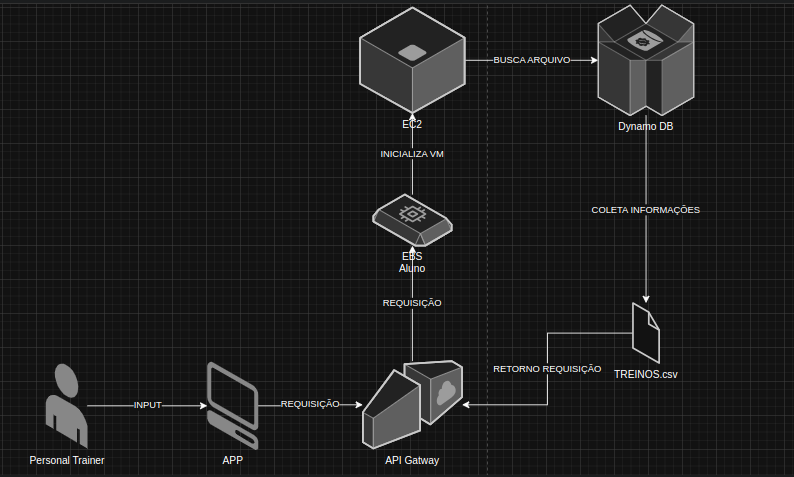 BUSCA ARQUIVO
EC2
Dynamo DB
INICIALIZA VM
COLETA INFORMAÇÕES
EBS
Aluno
REQUISIÇÃO
RETORNO REQUISIÇÃO
TREINOS.csv
INPUT
REQUISIÇÃO
Personal Trainer
APP
API Gatway